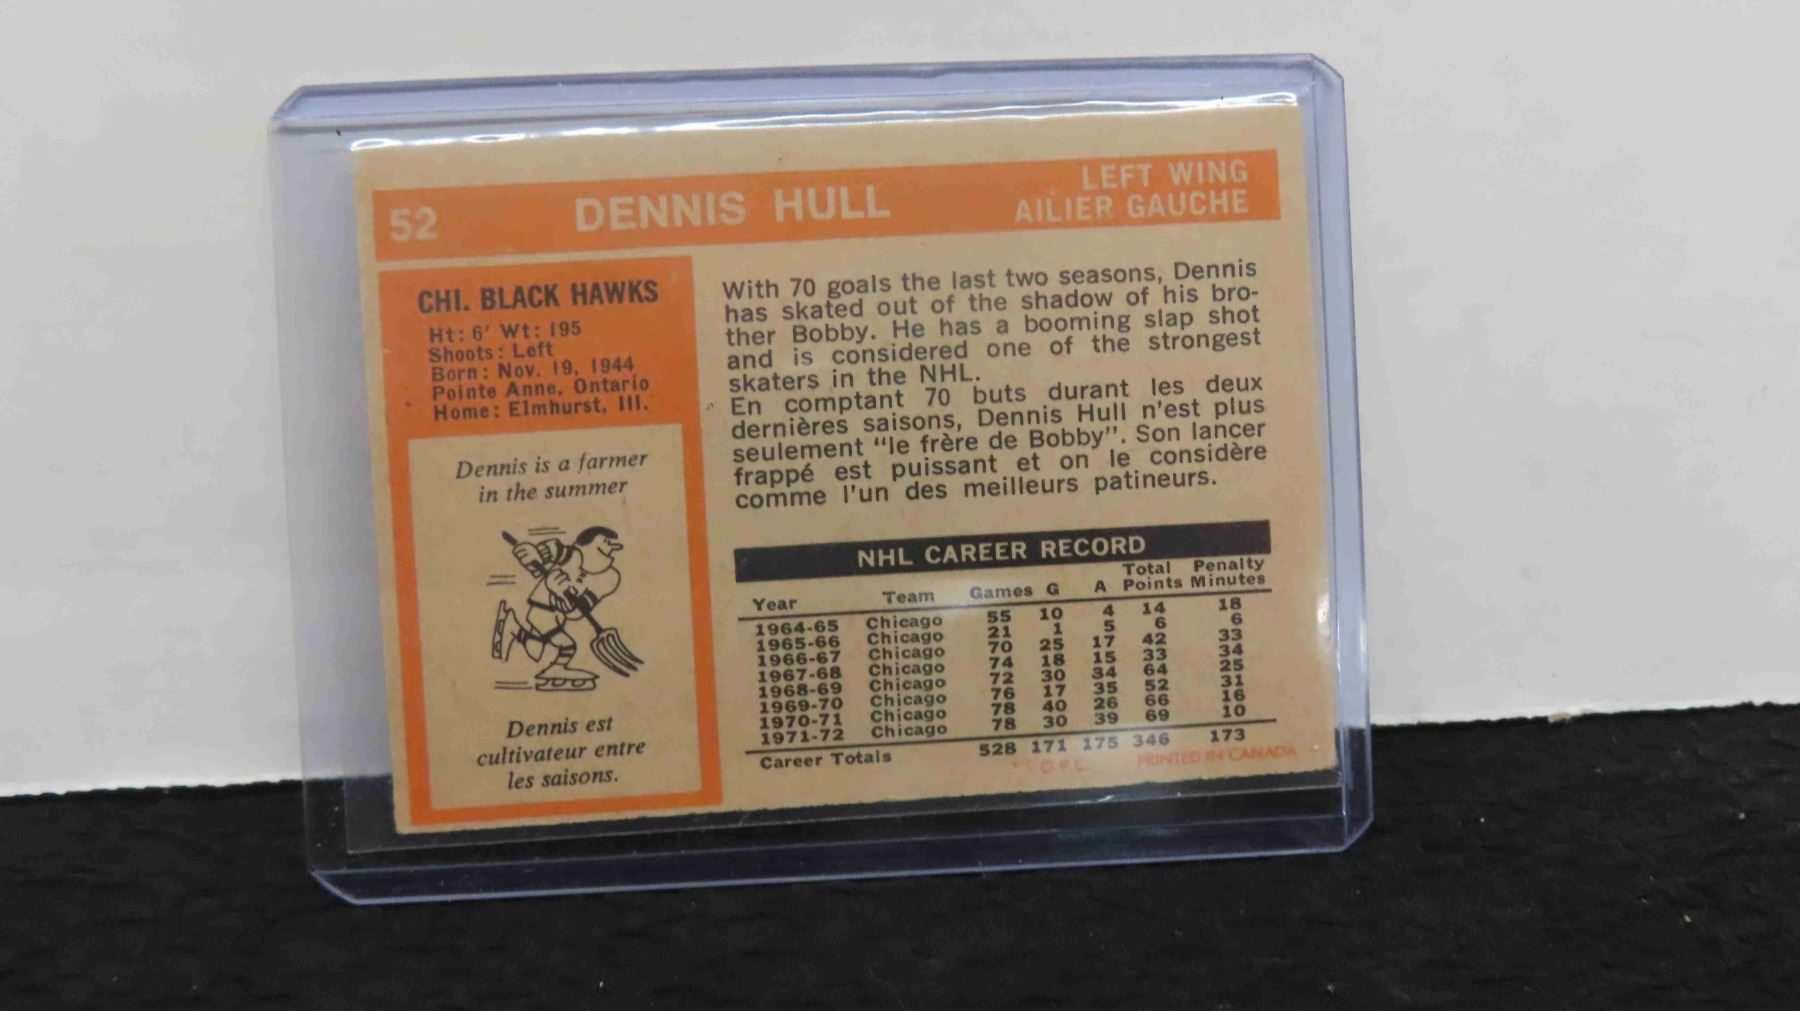 52 DENNIS HULL LEFT WING
AILIER GAUCHE
CHI. BLACK HAWKS
Ht: 6' Wt: 195
Shoots: Left
Born: Nov. 19, 1944
Pointe Anne, Ontario
Home: Elmhurst, Ill.
Dennis is a farmer
in the summer
Dennis est
cultivateur entre
les saisons.
With 70 goals the last two seasons, Dennis
has skated out of the shadow of his bro-
ther Bobby. He has a booming slap shot
and is considered one of the strongest
skaters in the NHL.
En comptant 70 buts durant les deux
dernières saisons, Dennis Hull n'est plus
seulement "le frère de Bobby". Son lancer
frappé est puissant et on le considère
comme l'un des meilleurs patineurs.
NHL CAREER RECORD
Year Team Games G A Total Points Penalty Minutes
1964-65 Chicago 55 10 4 14 18
1965-66 Chicago 21 1 5 6 6
1966-67 Chicago 70 25 17 42 33
1967-68 Chicago 74 18 15 33 34
1968-69 Chicago 72 30 34 64 25
1969-70 Chicago 76 17 35 52 31
1970-71 Chicago 78 40 26 66 16
1971-72 Chicago 78 30 39 69 10
Career Totals 528 171 175 346 173
O.P.C. PRINTED IN CANADA